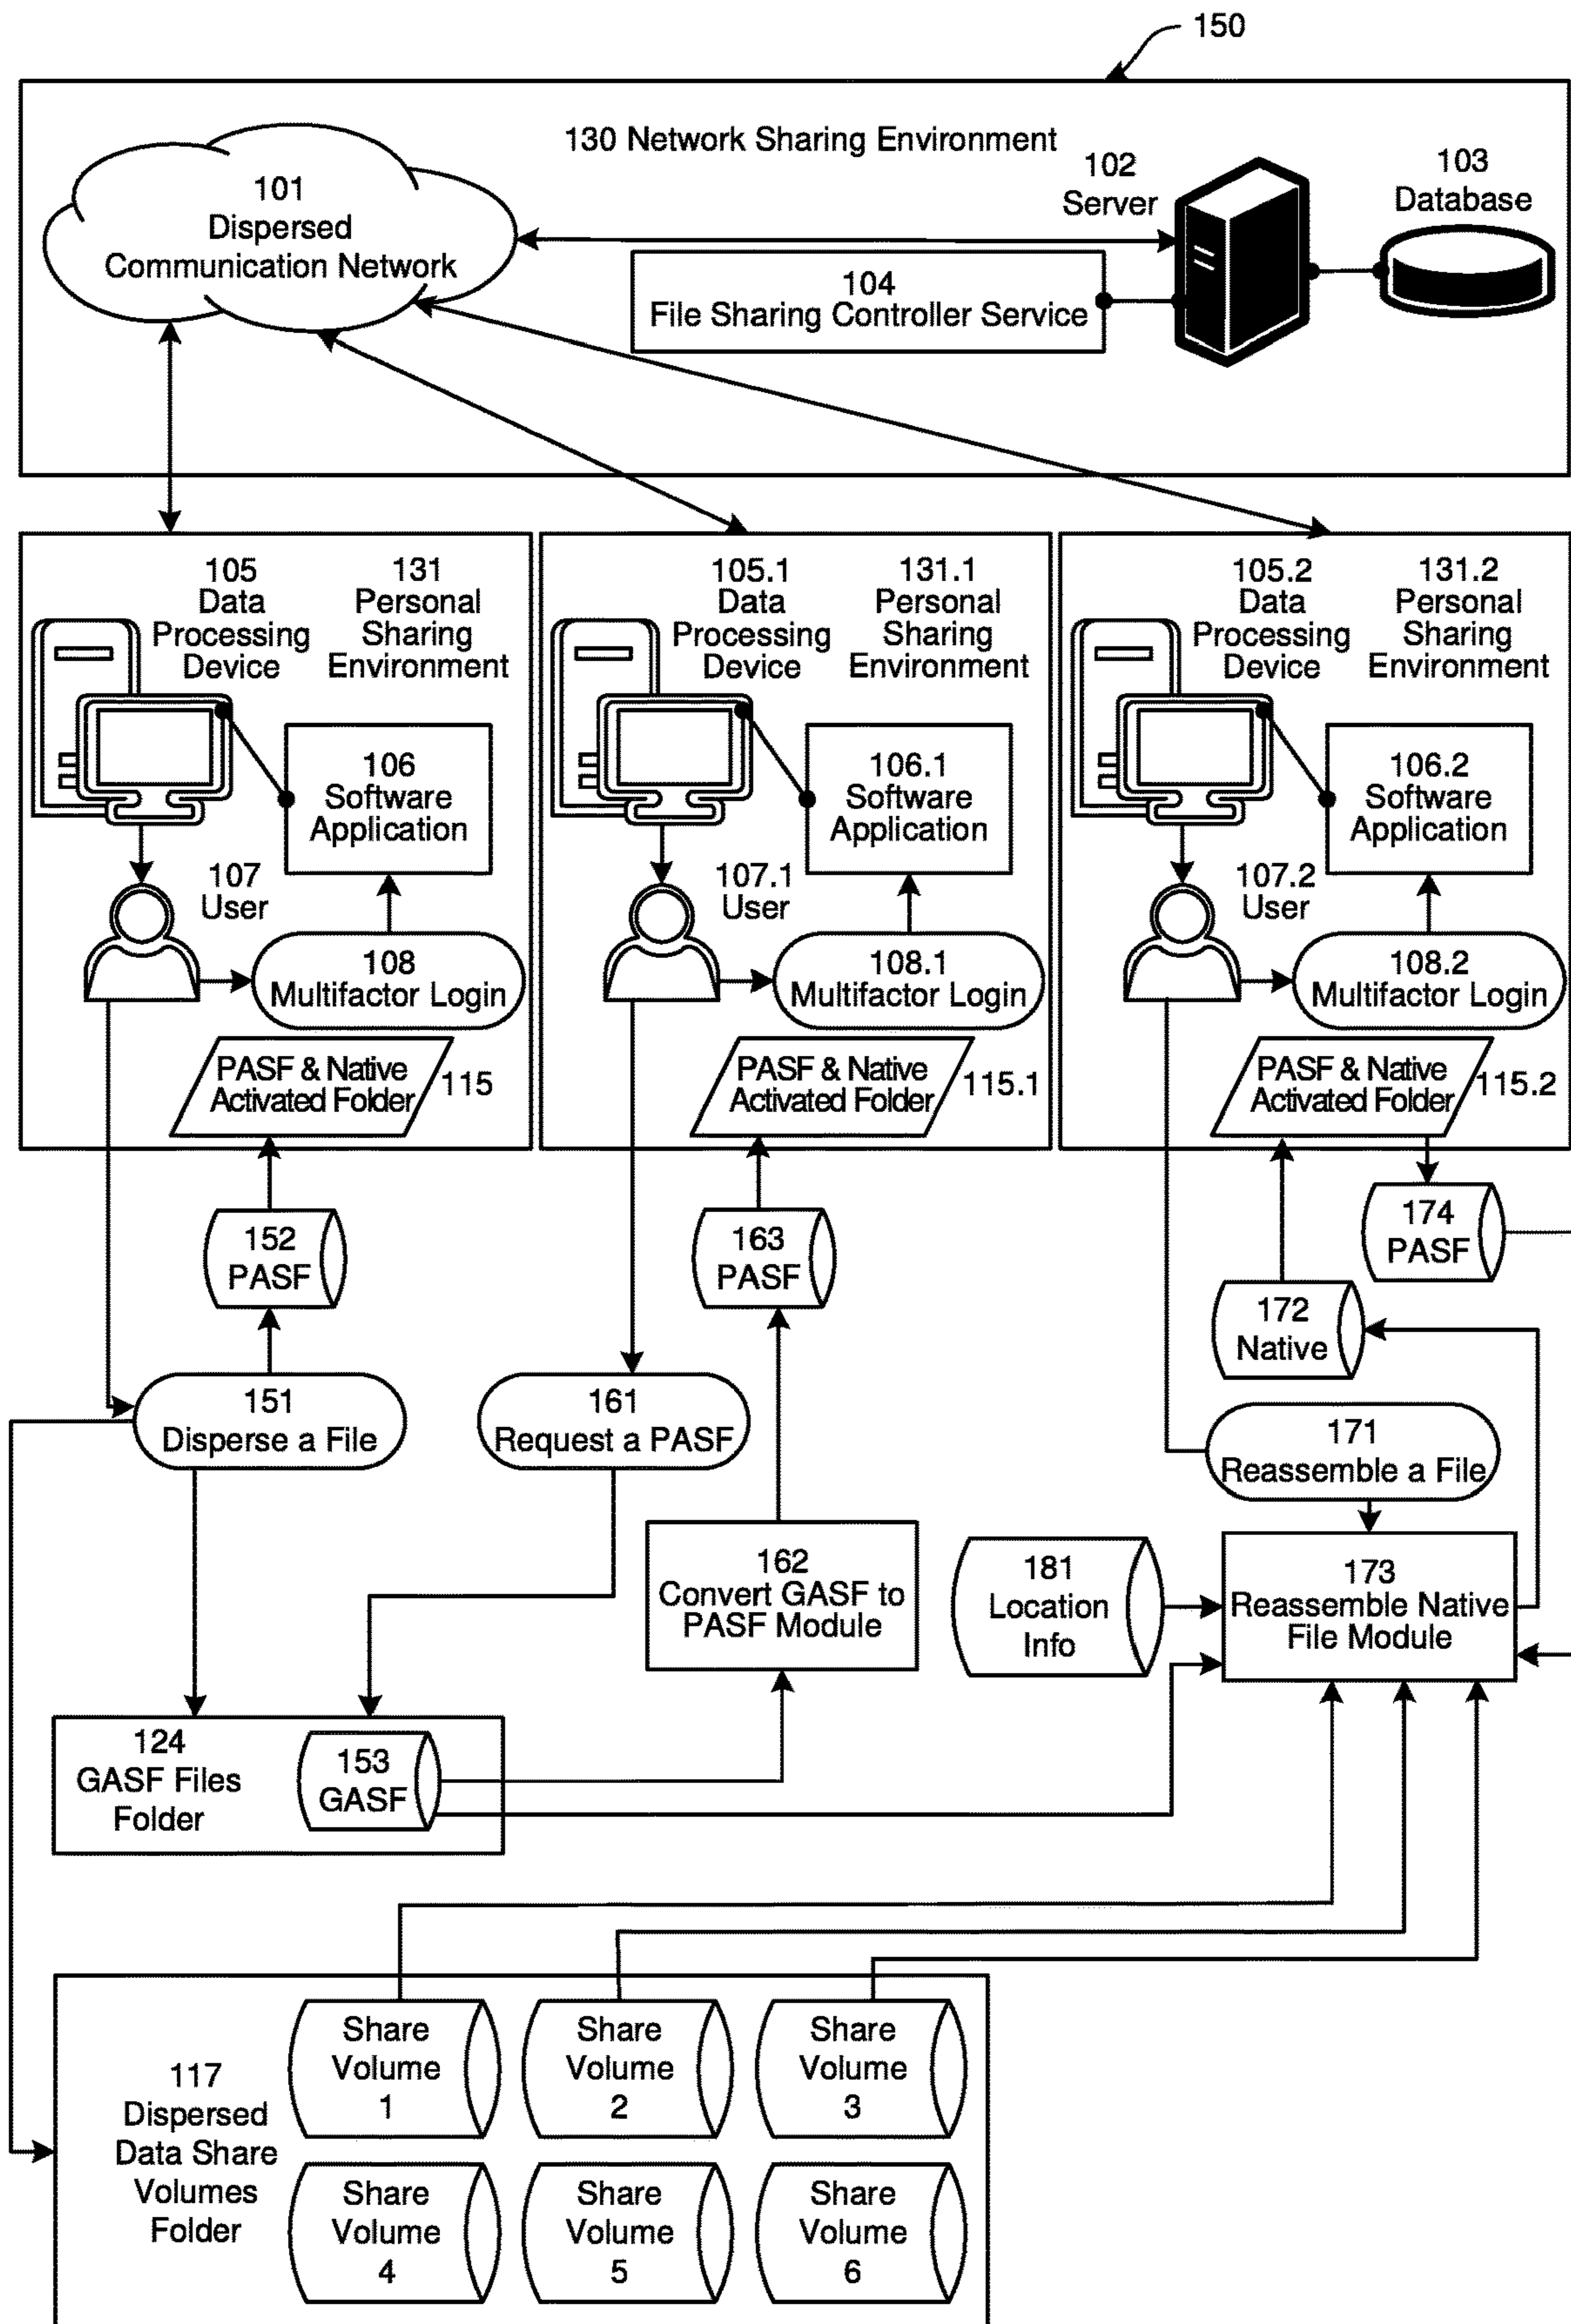 150
130 Network Sharing Environment
101
Dispersed
Communication Network
102
Server
103
Database
104
File Sharing Controller Service
105
Data
Processing
Device
131
Personal
Sharing
Environment
106
Software
Application
107
User
108
Multifactor Login
PASF & Native
Activated Folder
115
105.1
Data
Processing
Device
131.1
Personal
Sharing
Environment
106.1
Software
Application
107.1
User
108.1
Multifactor Login
PASF & Native
Activated Folder
115.1
105.2
Data
Processing
Device
131.2
Personal
Sharing
Environment
106.2
Software
Application
107.2
User
108.2
Multifactor Login
PASF & Native
Activated Folder
115.2
152
PASF
163
PASF
174
PASF
172
Native
151
Disperse a File
161
Request a PASF
171
Reassemble a File
162
Convert GASF to
PASF Module
181
Location
Info
173
Reassemble Native
File Module
124
GASF Files
Folder
153
GASF
117
Dispersed
Data Share
Volumes
Folder
Share
Volume
1
Share
Volume
2
Share
Volume
3
Share
Volume
4
Share
Volume
5
Share
Volume
6